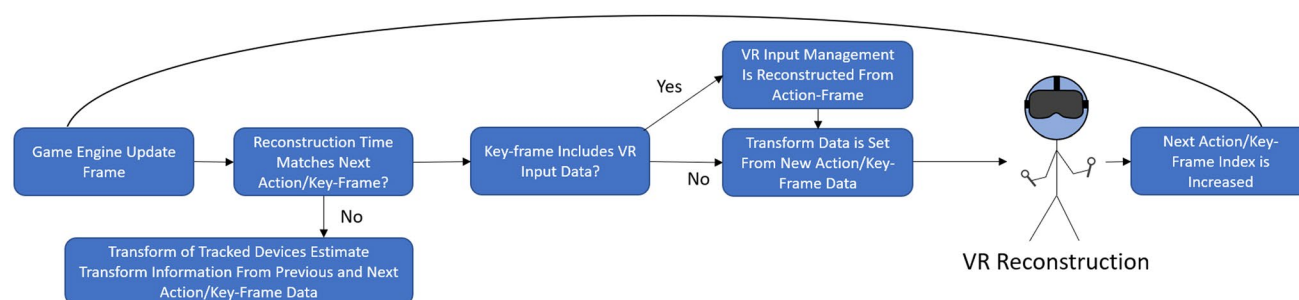 Game Engine Update
Frame
Reconstruction Time
Matches Next
Action/Key-Frame?
No
Transform of Tracked Devices Estimate
Transform Information From Previous and Next
Action/Key-Frame Data
Key-frame Includes VR
Input Data?
Yes
No
VR Input Management
Is Reconstructed From
Action-Frame
Transform Data is Set
From New Action/Key-
Frame Data
VR Reconstruction
Next Action/Key-
Frame Index is
Increased